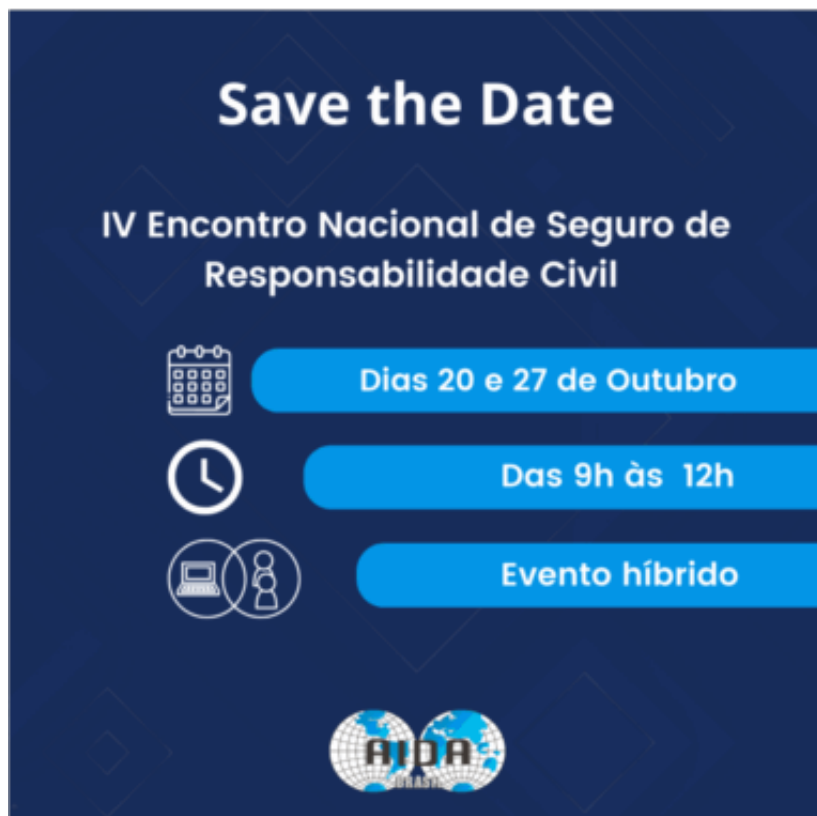 Save the Date
IV Encontro Nacional de Seguro de
Responsabilidade Civil
Dias 20 e 27 de Outubro
Das 9h às 12h
Evento híbrido
AIDA
BRASIL